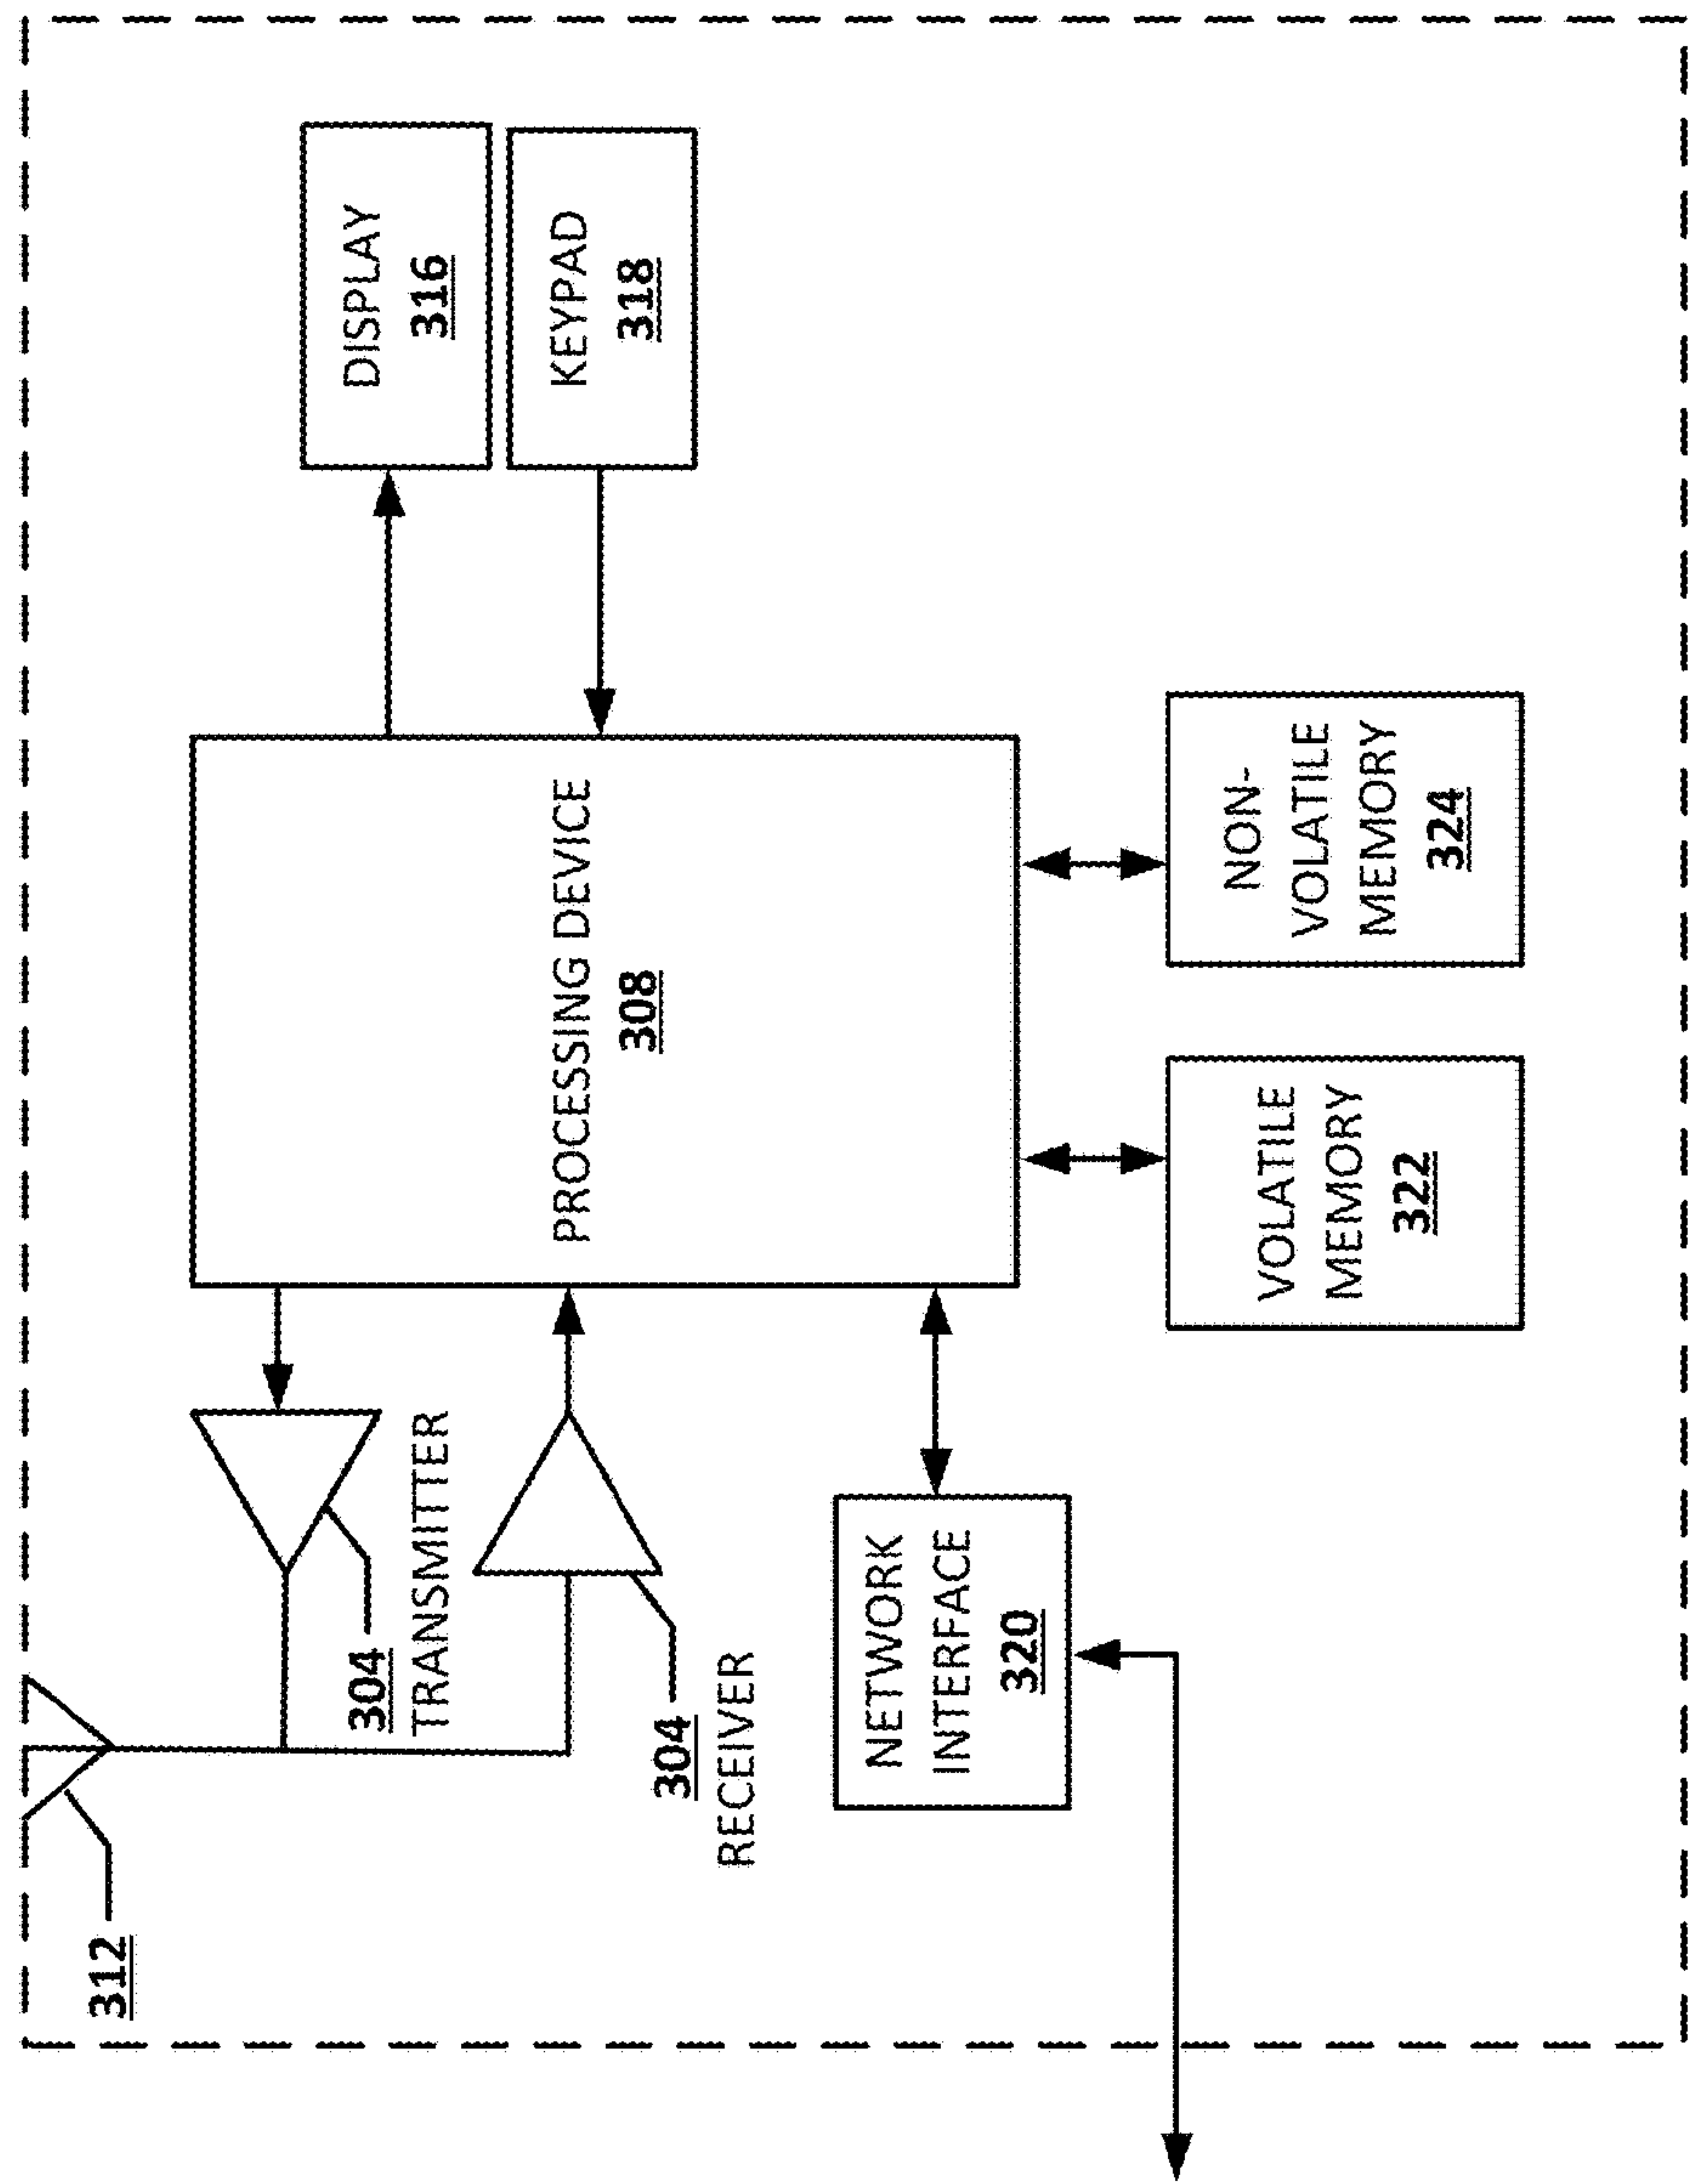 312
304
TRANSMITTER
304
RECEIVER
NETWORK
INTERFACE
320
PROCESSING DEVICE
308
DISPLAY
316
KEYPAD
318
VOLATILE
MEMORY
322
NON-
VOLATILE
MEMORY
324